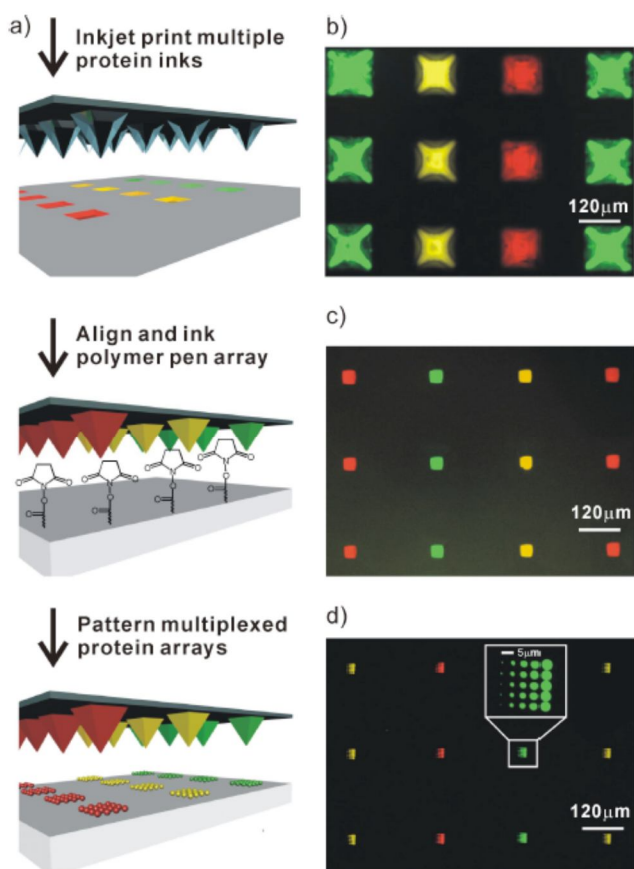 a)
Inkjet print multiple
protein inks
Align and ink
polymer pen array
O
N
O
O
O
O
N
O
O
O
O
N
O
O
O
O
N
O
O
O
Pattern multiplexed
protein arrays
b)
120μm
c)
120μm
d)
5μm
120μm